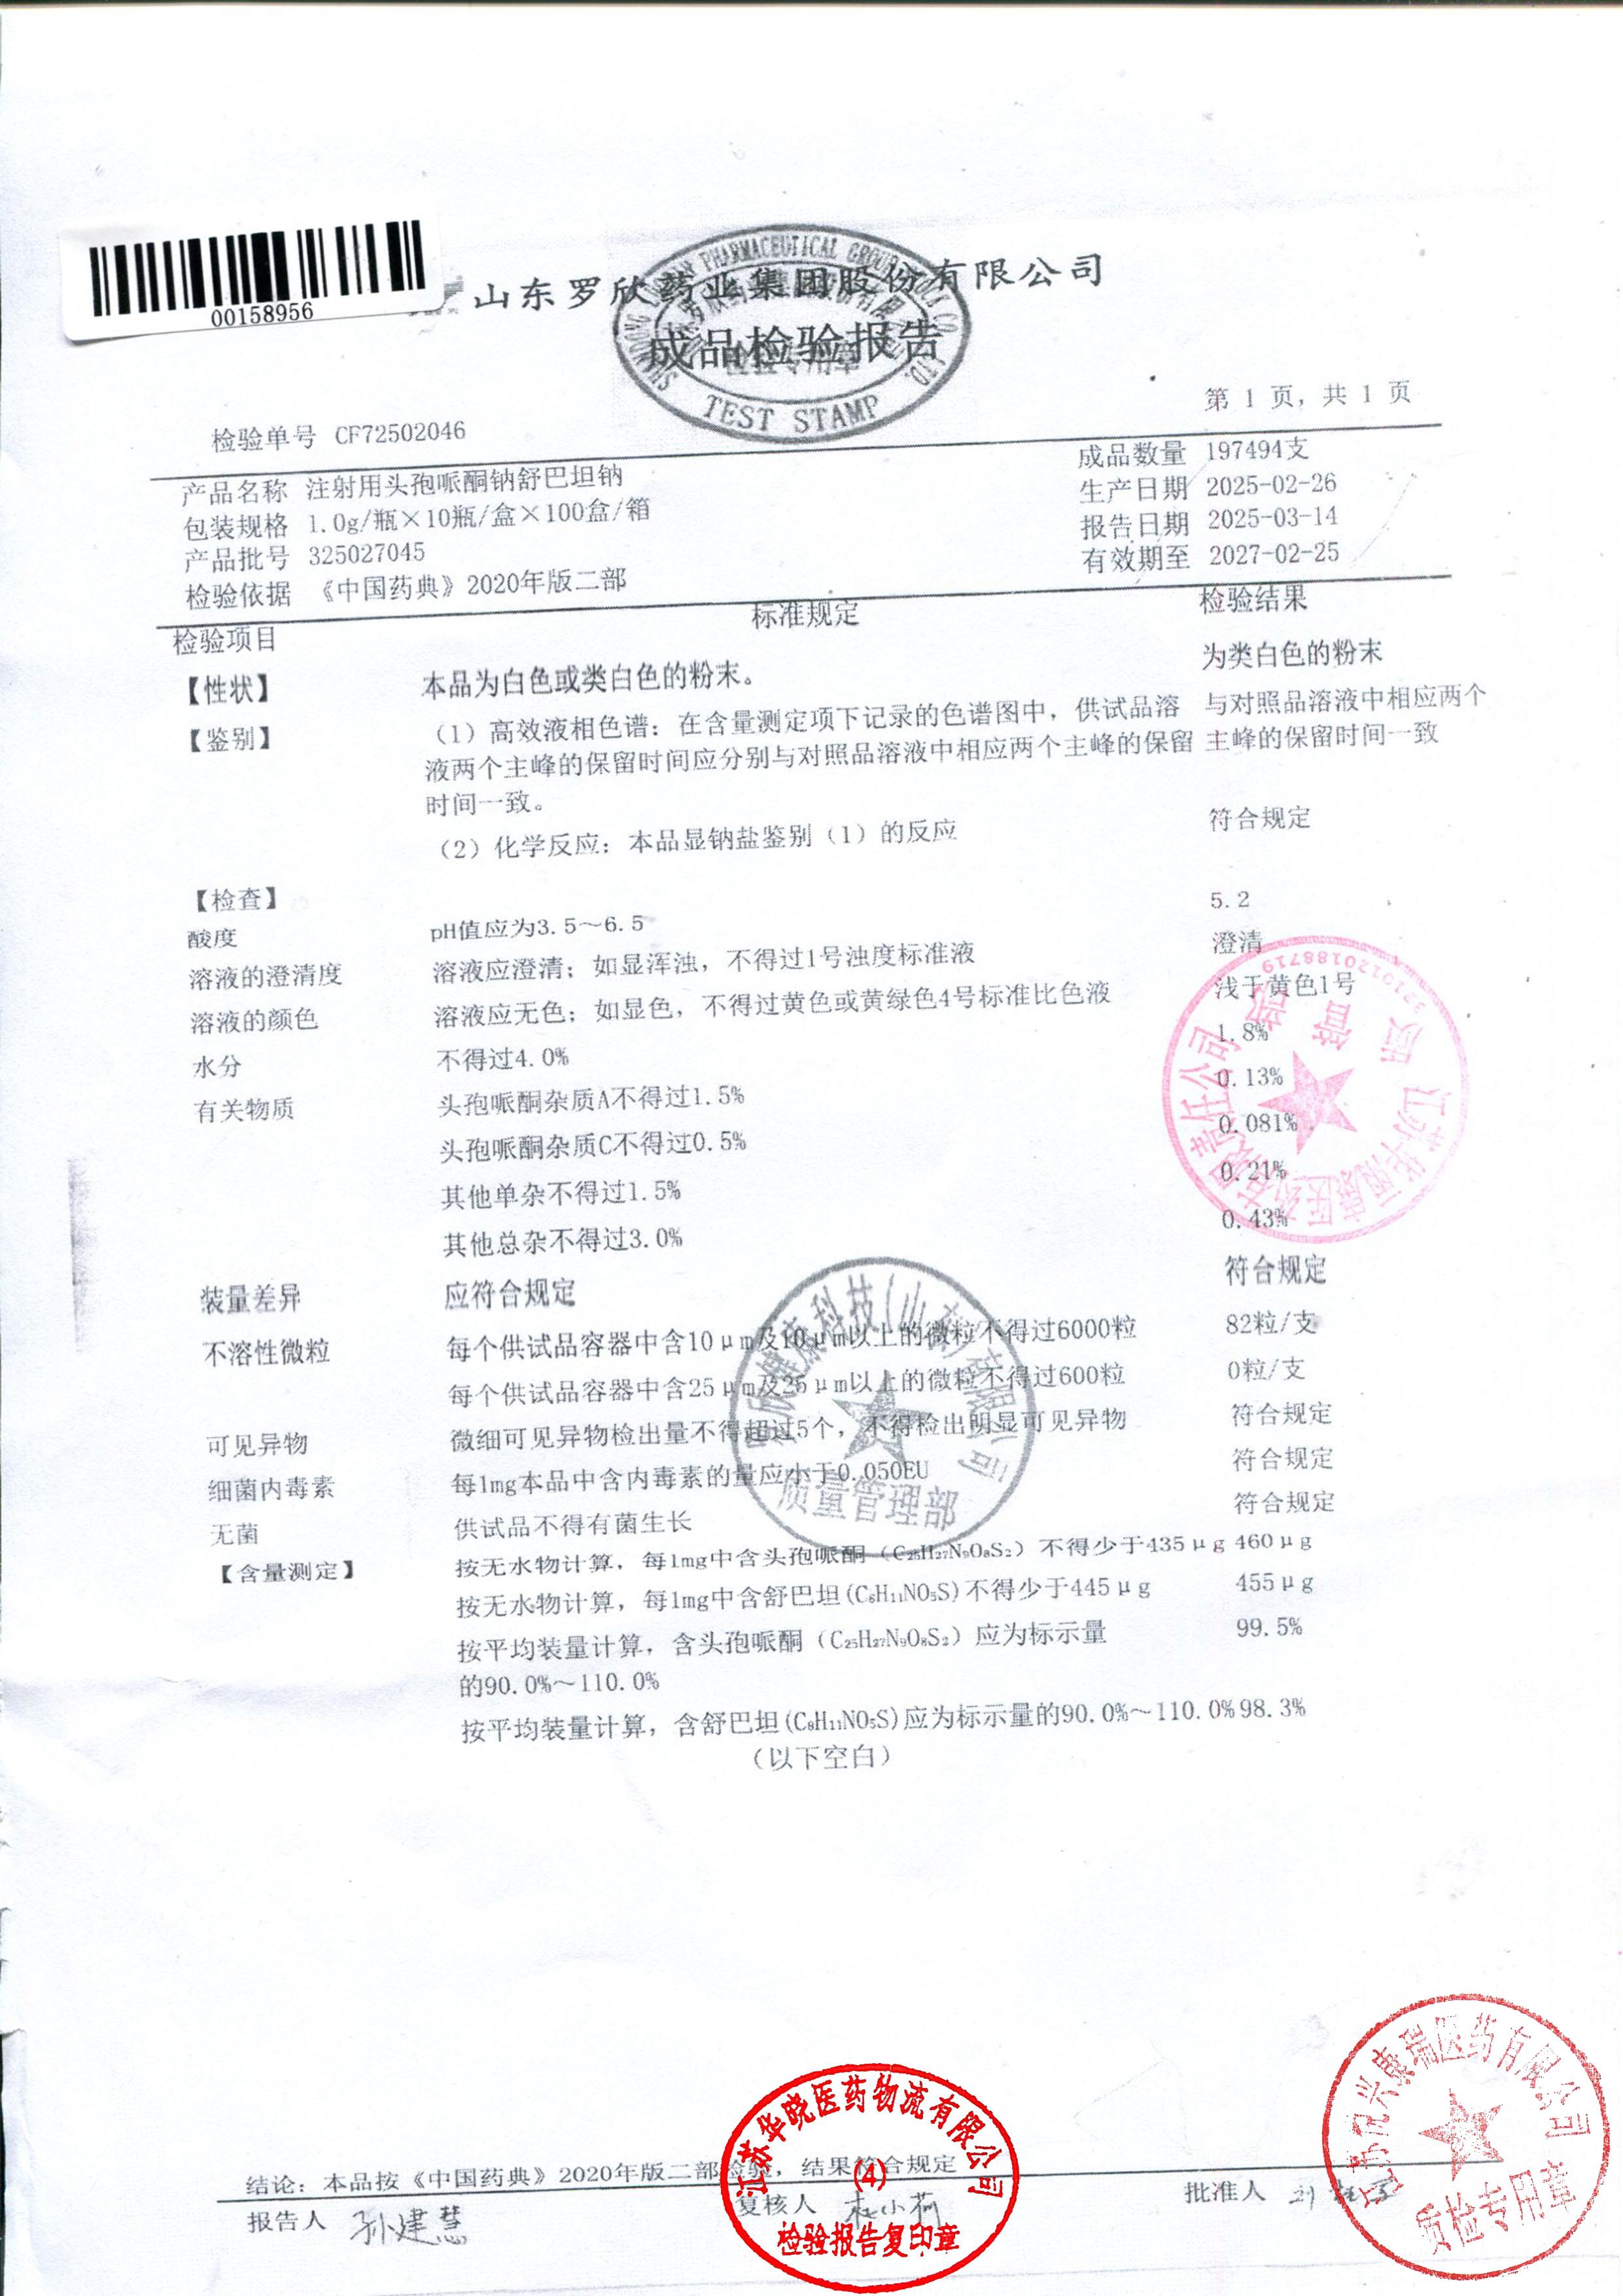 00158956
山东罗欣药业集团股份有限公司
成品检验报告
检验专用章
TEST STAMP
第 1 页, 共 1 页
检验单号 CF72502046
产品名称 注射用头孢哌酮钠舒巴坦钠 成品数量 197494支
包装规格 1.0g/瓶×10瓶/盒×100盒/箱 生产日期 2025-02-26
产品批号 325027045 报告日期 2025-03-14
检验依据 《中国药典》2020年版二部 有效期至 2027-02-25
检验项目 标准规定 检验结果
【性状】 本品为白色或类白色的粉末。 为类白色的粉末
【鉴别】 (1) 高效液相色谱: 在含量测定项下记录的色谱图中, 供试品溶 与对照品溶液中相应两个
液两个主峰的保留时间应分别与对照品溶液中相应两个主峰的保留 主峰的保留时间一致
时间一致。
(2) 化学反应: 本品显钠盐鉴别 (1) 的反应 符合规定
【检查】
酸度 pH值应为3.5～6.5 5.2
溶液的澄清度 溶液应澄清; 如显浑浊, 不得过1号浊度标准液 澄清
溶液的颜色 溶液应无色; 如显色, 不得过黄色或黄绿色4号标准比色液 浅于黄色1号
水分 不得过4.0% 1.8%
有关物质 头孢哌酮杂质A不得过1.5% 0.13%
头孢哌酮杂质C不得过0.5% 0.081%
其他单杂不得过1.5% 0.21%
其他总杂不得过3.0% 0.43%
装量差异 应符合规定 符合规定
不溶性微粒 每个供试品容器中含10μm及10μm以上的微粒不得过6000粒 82粒/支
每个供试品容器中含25μm及25μm以上的微粒不得过600粒 0粒/支
可见异物 微细可见异物检出量不得超过5个, 不得检出明显可见异物 符合规定
细菌内毒素 每1mg本品中含内毒素的量应小于0.050EU 符合规定
无菌 供试品不得有菌生长 符合规定
【含量测定】 按无水物计算, 每1mg中含头孢哌酮 (C₂₅H₂₇N₉O₈S₂) 不得少于435μg 460μg
按无水物计算, 每1mg中含舒巴坦(C₈H₁₁NO₅S)不得少于445μg 455μg
按平均装量计算, 含头孢哌酮 (C₂₅H₂₇N₉O₈S₂) 应为标示量 99.5%
的90.0%～110.0%
按平均装量计算, 含舒巴坦(C₈H₁₁NO₅S)应为标示量的90.0%～110.0% 98.3%
(以下空白)
质量管理部
结论: 本品按《中国药典》2020年版二部检验, 结果符合规定
报告人 孙建慧 复核人 杜小荷 批准人
江苏华晓医药物流有限公司
(4)
检验报告复印章
质检专用章